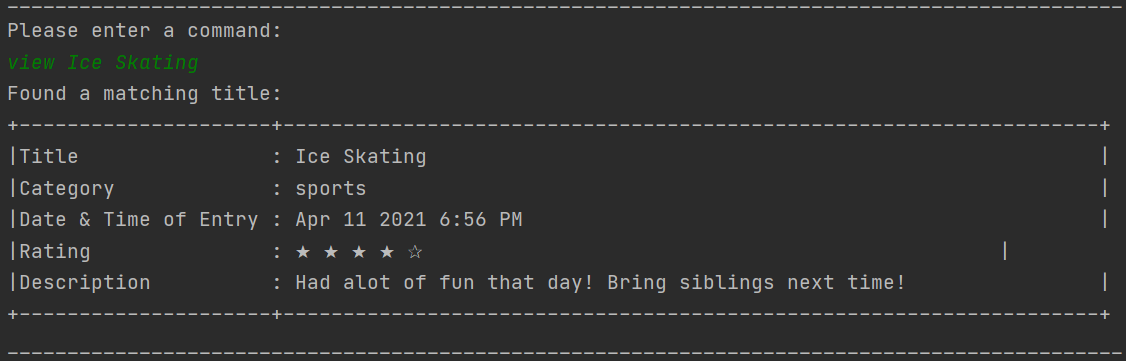 Please enter a command:
view Ice Skating
Found a matching title:
+---------------------+--------------------------------------------------------------------+
|Title                : Ice Skating                                                        |
|Category             : sports                                                             |
|Date & Time of Entry : Apr 11 2021 6:56 PM                                                |
|Rating               : ★ ★ ★ ★ ☆                                                |
|Description          : Had alot of fun that day! Bring siblings next time!                |
+---------------------+--------------------------------------------------------------------+